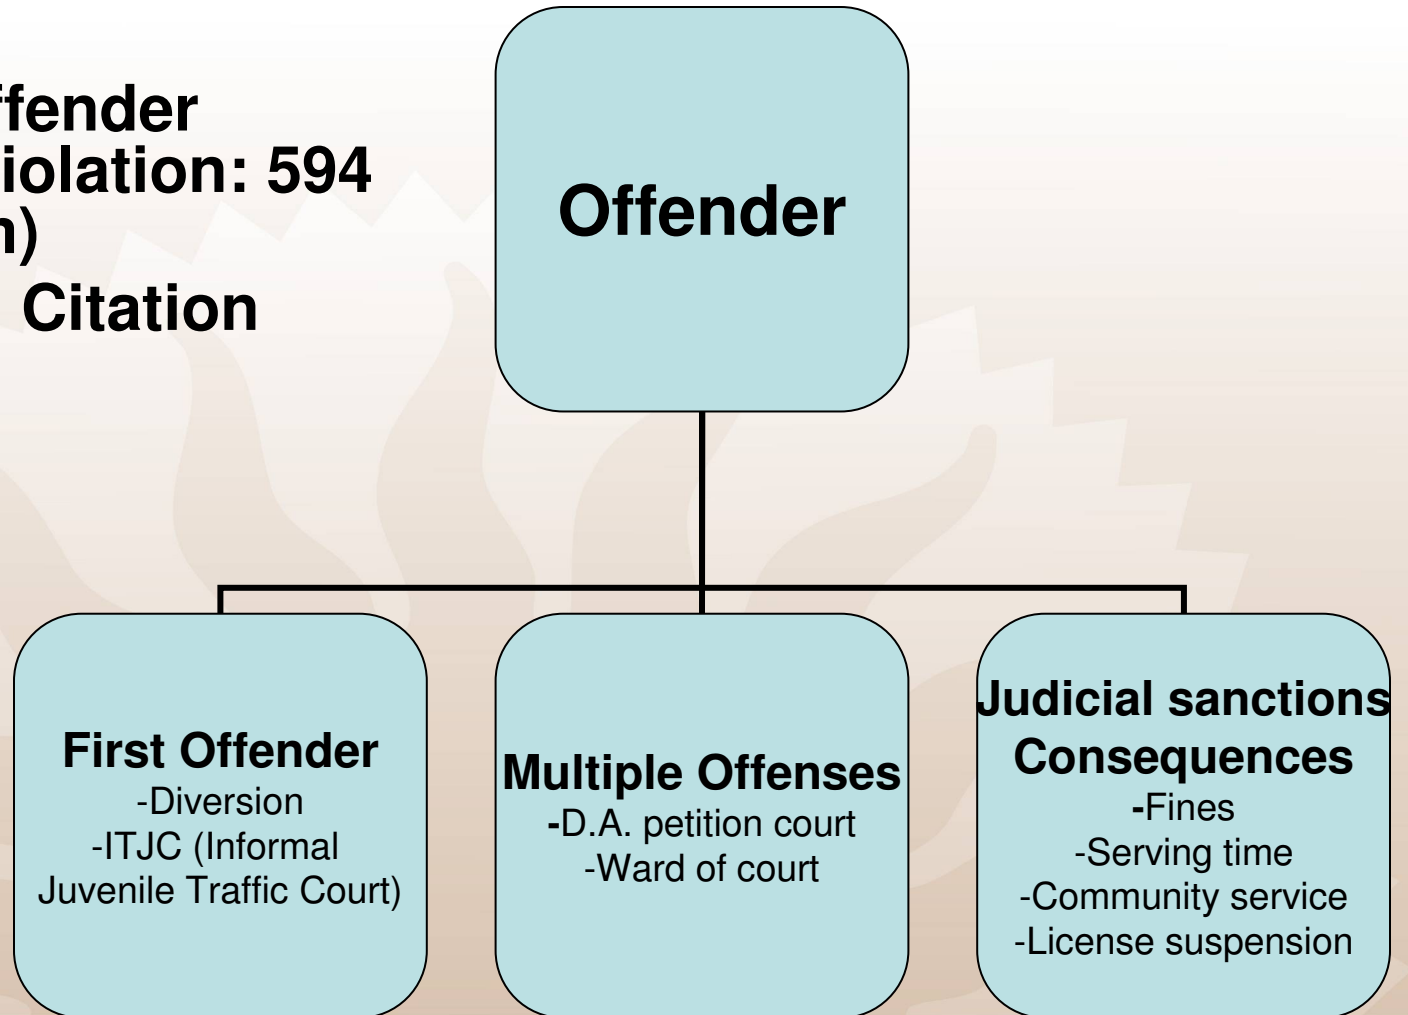 ffender
iolation: 594
n)
Citation
Offender
First Offender
-Diversion
-ITJC (Informal
Juvenile Traffic Court)
Multiple Offenses
-D.A. petition court
-Ward of court
Judicial sanctions
Consequences
-Fines
-Serving time
-Community service
-License suspension